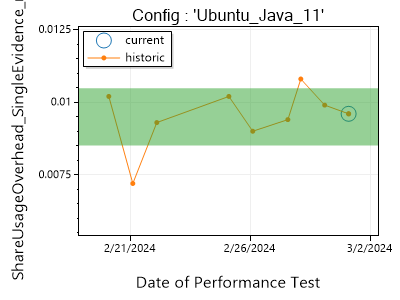 Config : 'Ubuntu_Java_11'
ShareUsageOverhead_SingleEvidence_
0.0125
0.01
0.0075
current
historic
2/21/2024
2/26/2024
3/2/2024
Date of Performance Test